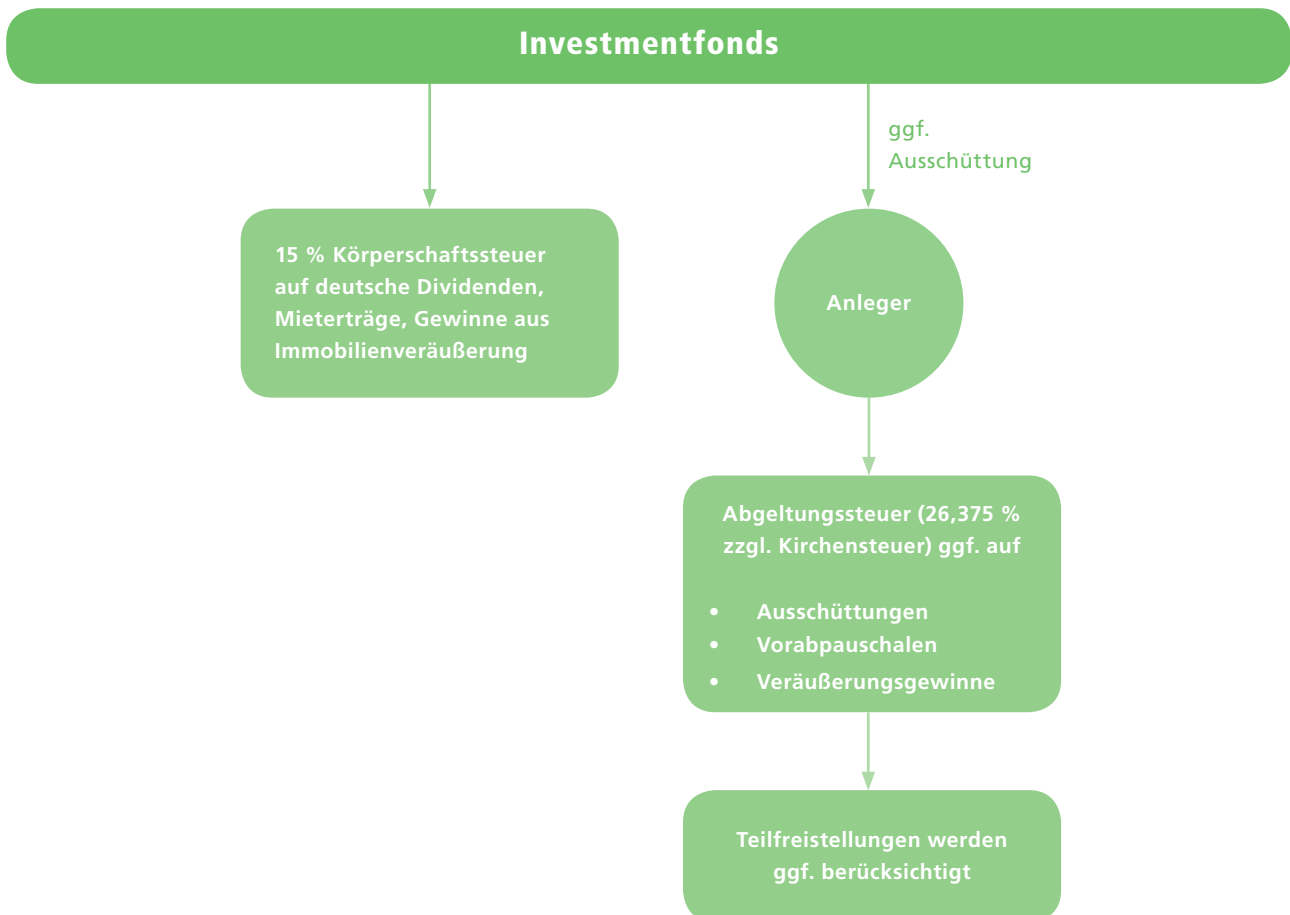 Investmentfonds
ggf.
Ausschüttung
15 % Körperschaftssteuer
auf deutsche Dividenden,
Mieterträge, Gewinne aus
Immobilienveräußerung
Anleger
Abgeltungssteuer (26,375 %
zzgl. Kirchensteuer) ggf. auf
• Ausschüttungen
• Vorabpauschalen
• Veräußerungsgewinne
Teilfreistellungen werden
ggf. berücksichtigt